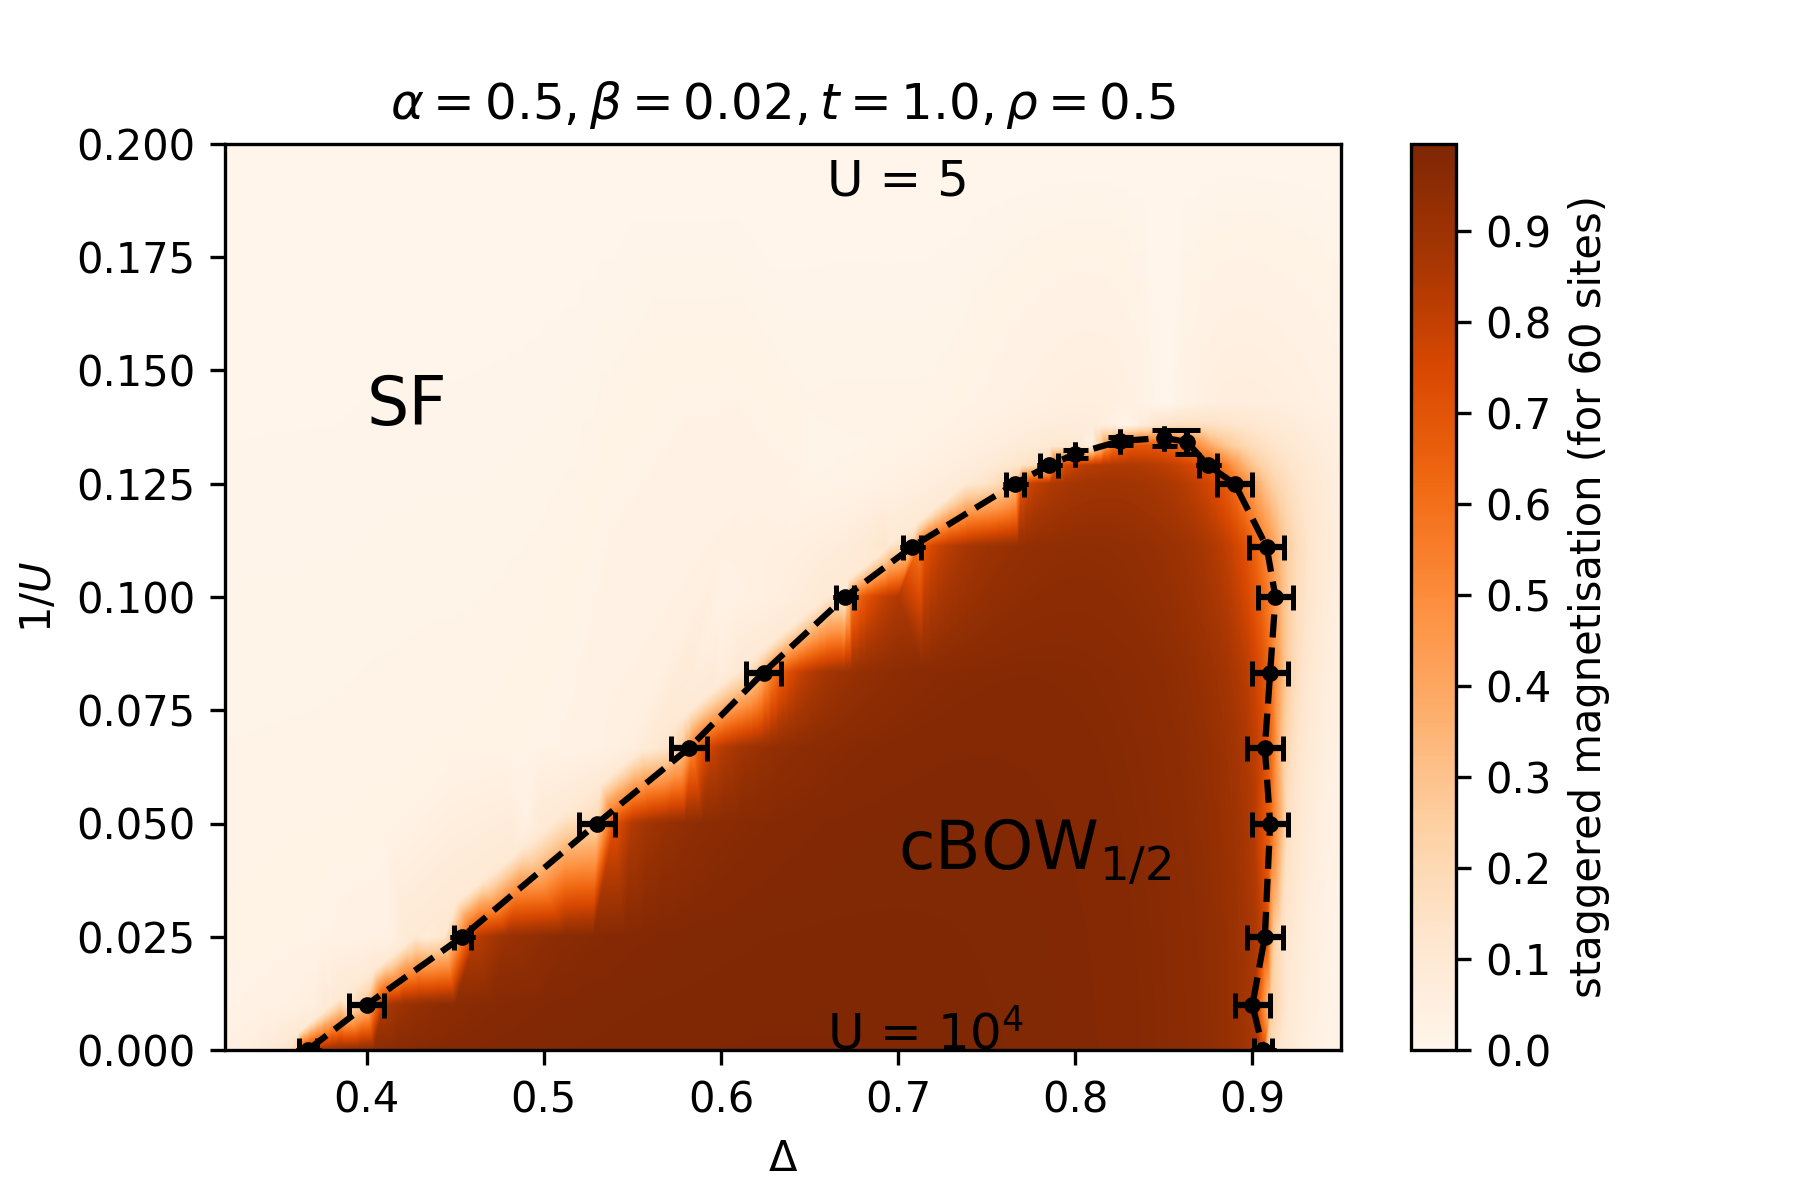 α = 0.5, β = 0.02, t = 1.0, ρ = 0.5
0.200
0.175
0.150
0.125
0.100
0.075
0.050
0.025
0.000
1/U
U = 5
SF
cBOW₁/₂
U = 10⁴
0.4 0.5 0.6 0.7 0.8 0.9
Δ
0.9
0.8
0.7
0.6
0.5
0.4
0.3
0.2
0.1
0.0
staggered magnetisation (for 60 sites)